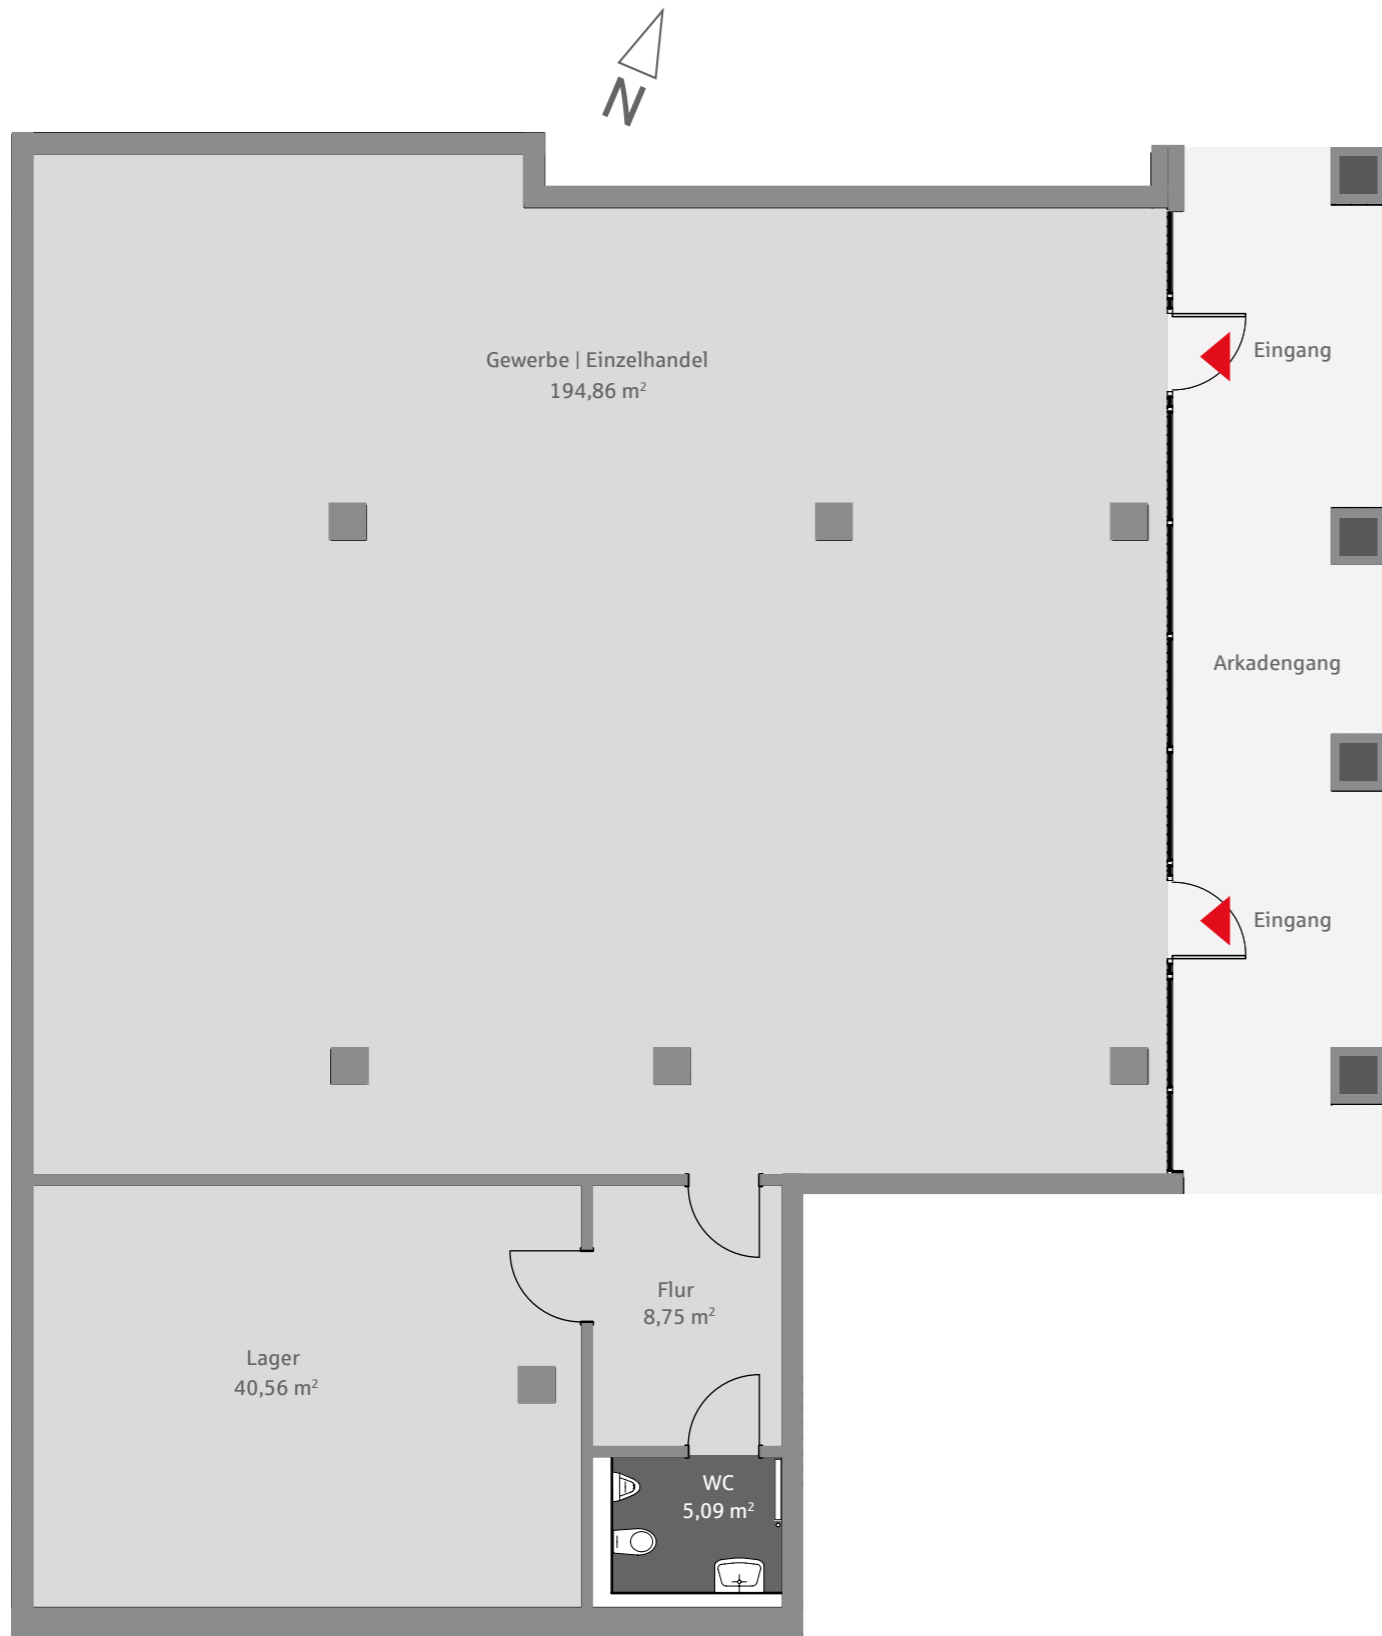 N
Gewerbe | Einzelhandel
194,86 m²
Eingang
Arkadengang
Eingang
Flur
8,75 m²
Lager
40,56 m²
WC
5,09 m²